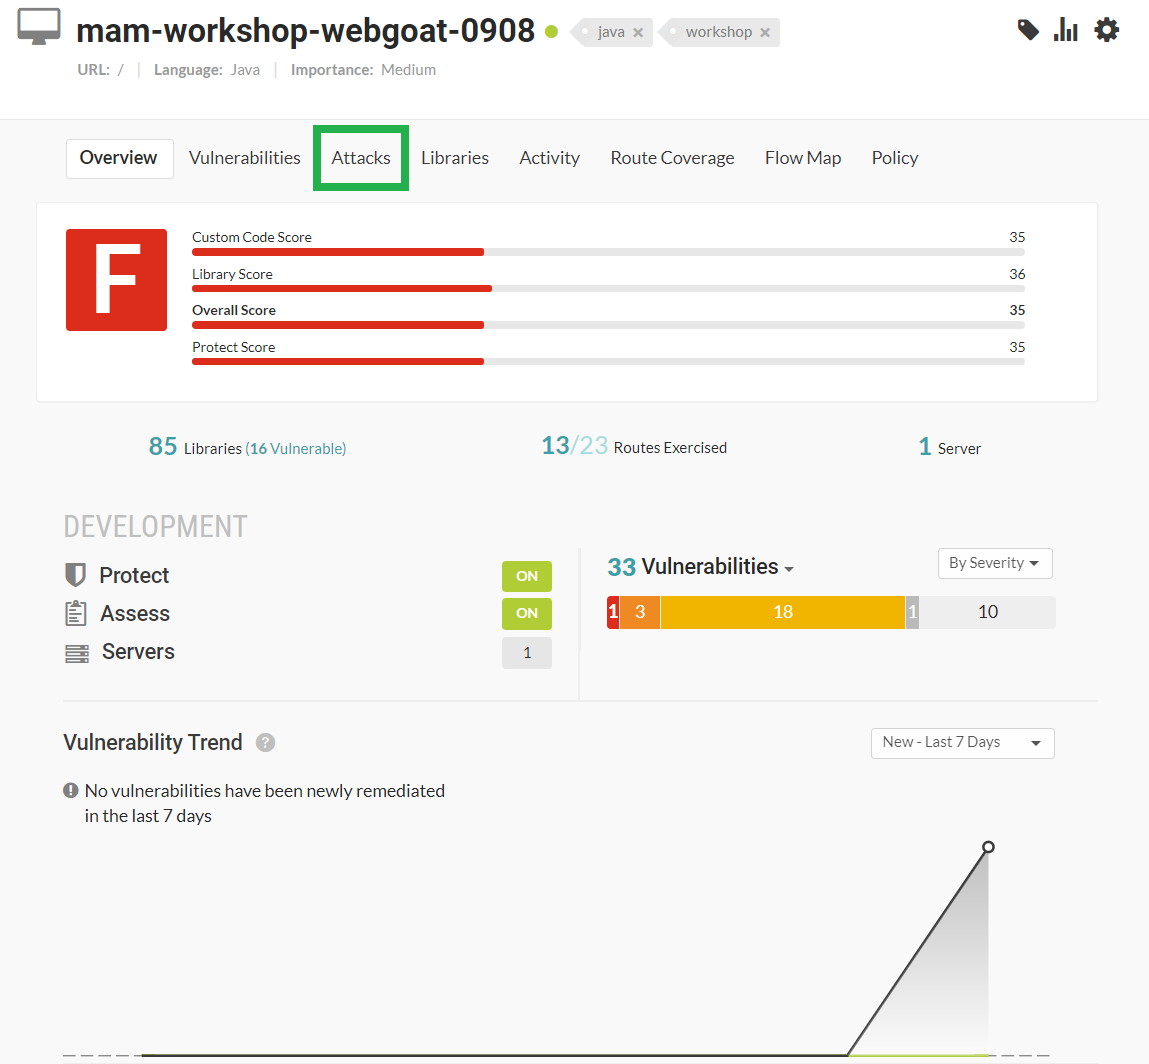 mam-workshop-webgoat-0908 java × workshop ×
URL: / | Language: Java | Importance: Medium
Overview Vulnerabilities Attacks Libraries Activity Route Coverage Flow Map Policy
F
Custom Code Score 35
Library Score 36
Overall Score 35
Protect Score 35
85 Libraries (16 Vulnerable) 13/23 Routes Exercised 1 Server
DEVELOPMENT
Protect ON
Assess ON
Servers 1
33 Vulnerabilities By Severity
1 3 18 1 10
Vulnerability Trend ? New - Last 7 Days
No vulnerabilities have been newly remediated
in the last 7 days